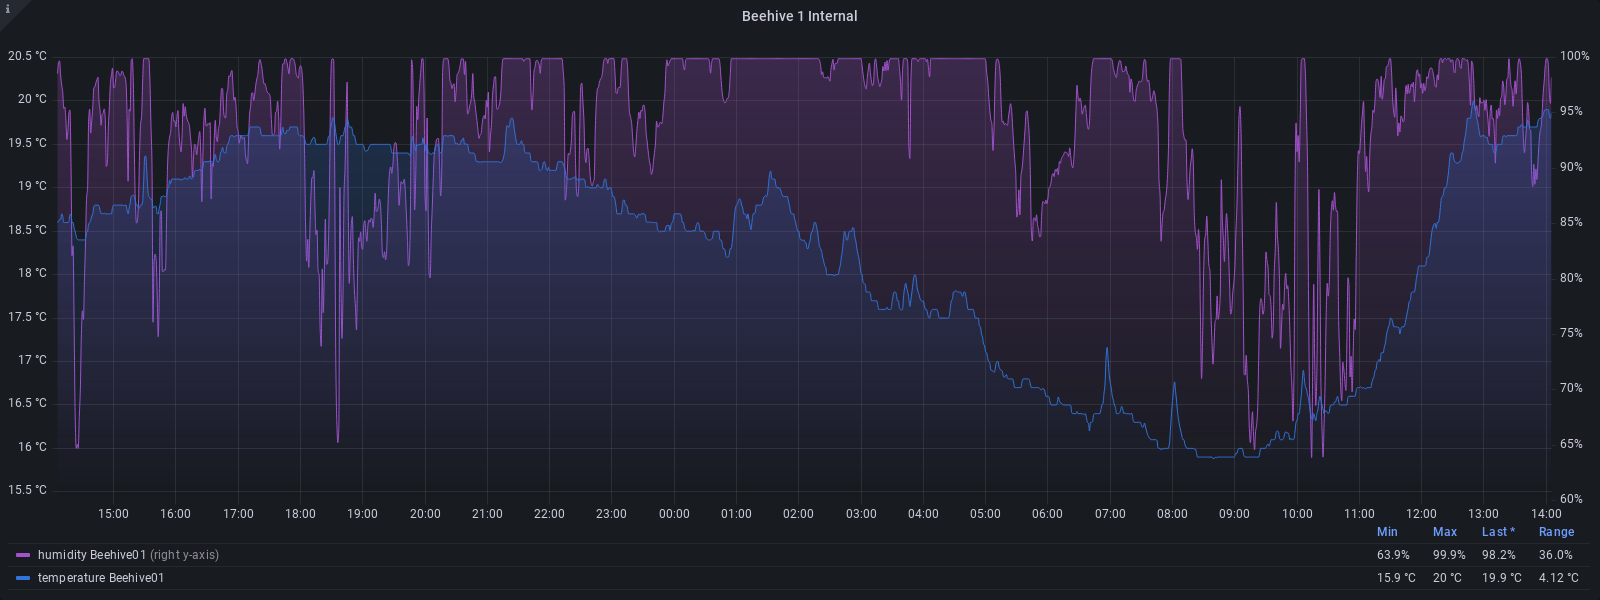 i
Beehive 1 Internal
20.5 °C 100%
20 °C 95%
19.5 °C 90%
19 °C 85%
18.5 °C 80%
18 °C 75%
17.5 °C 70%
17 °C 65%
16.5 °C 60%
16 °C
15.5 °C
15:00 16:00 17:00 18:00 19:00 20:00 21:00 22:00 23:00 00:00 01:00 02:00 03:00 04:00 05:00 06:00 07:00 08:00 09:00 10:00 11:00 12:00 13:00 14:00
Min Max Last * Range
humidity Beehive01 (right y-axis) 63.9% 99.9% 98.2% 36.0%
temperature Beehive01 15.9 °C 20 °C 19.9 °C 4.12 °C